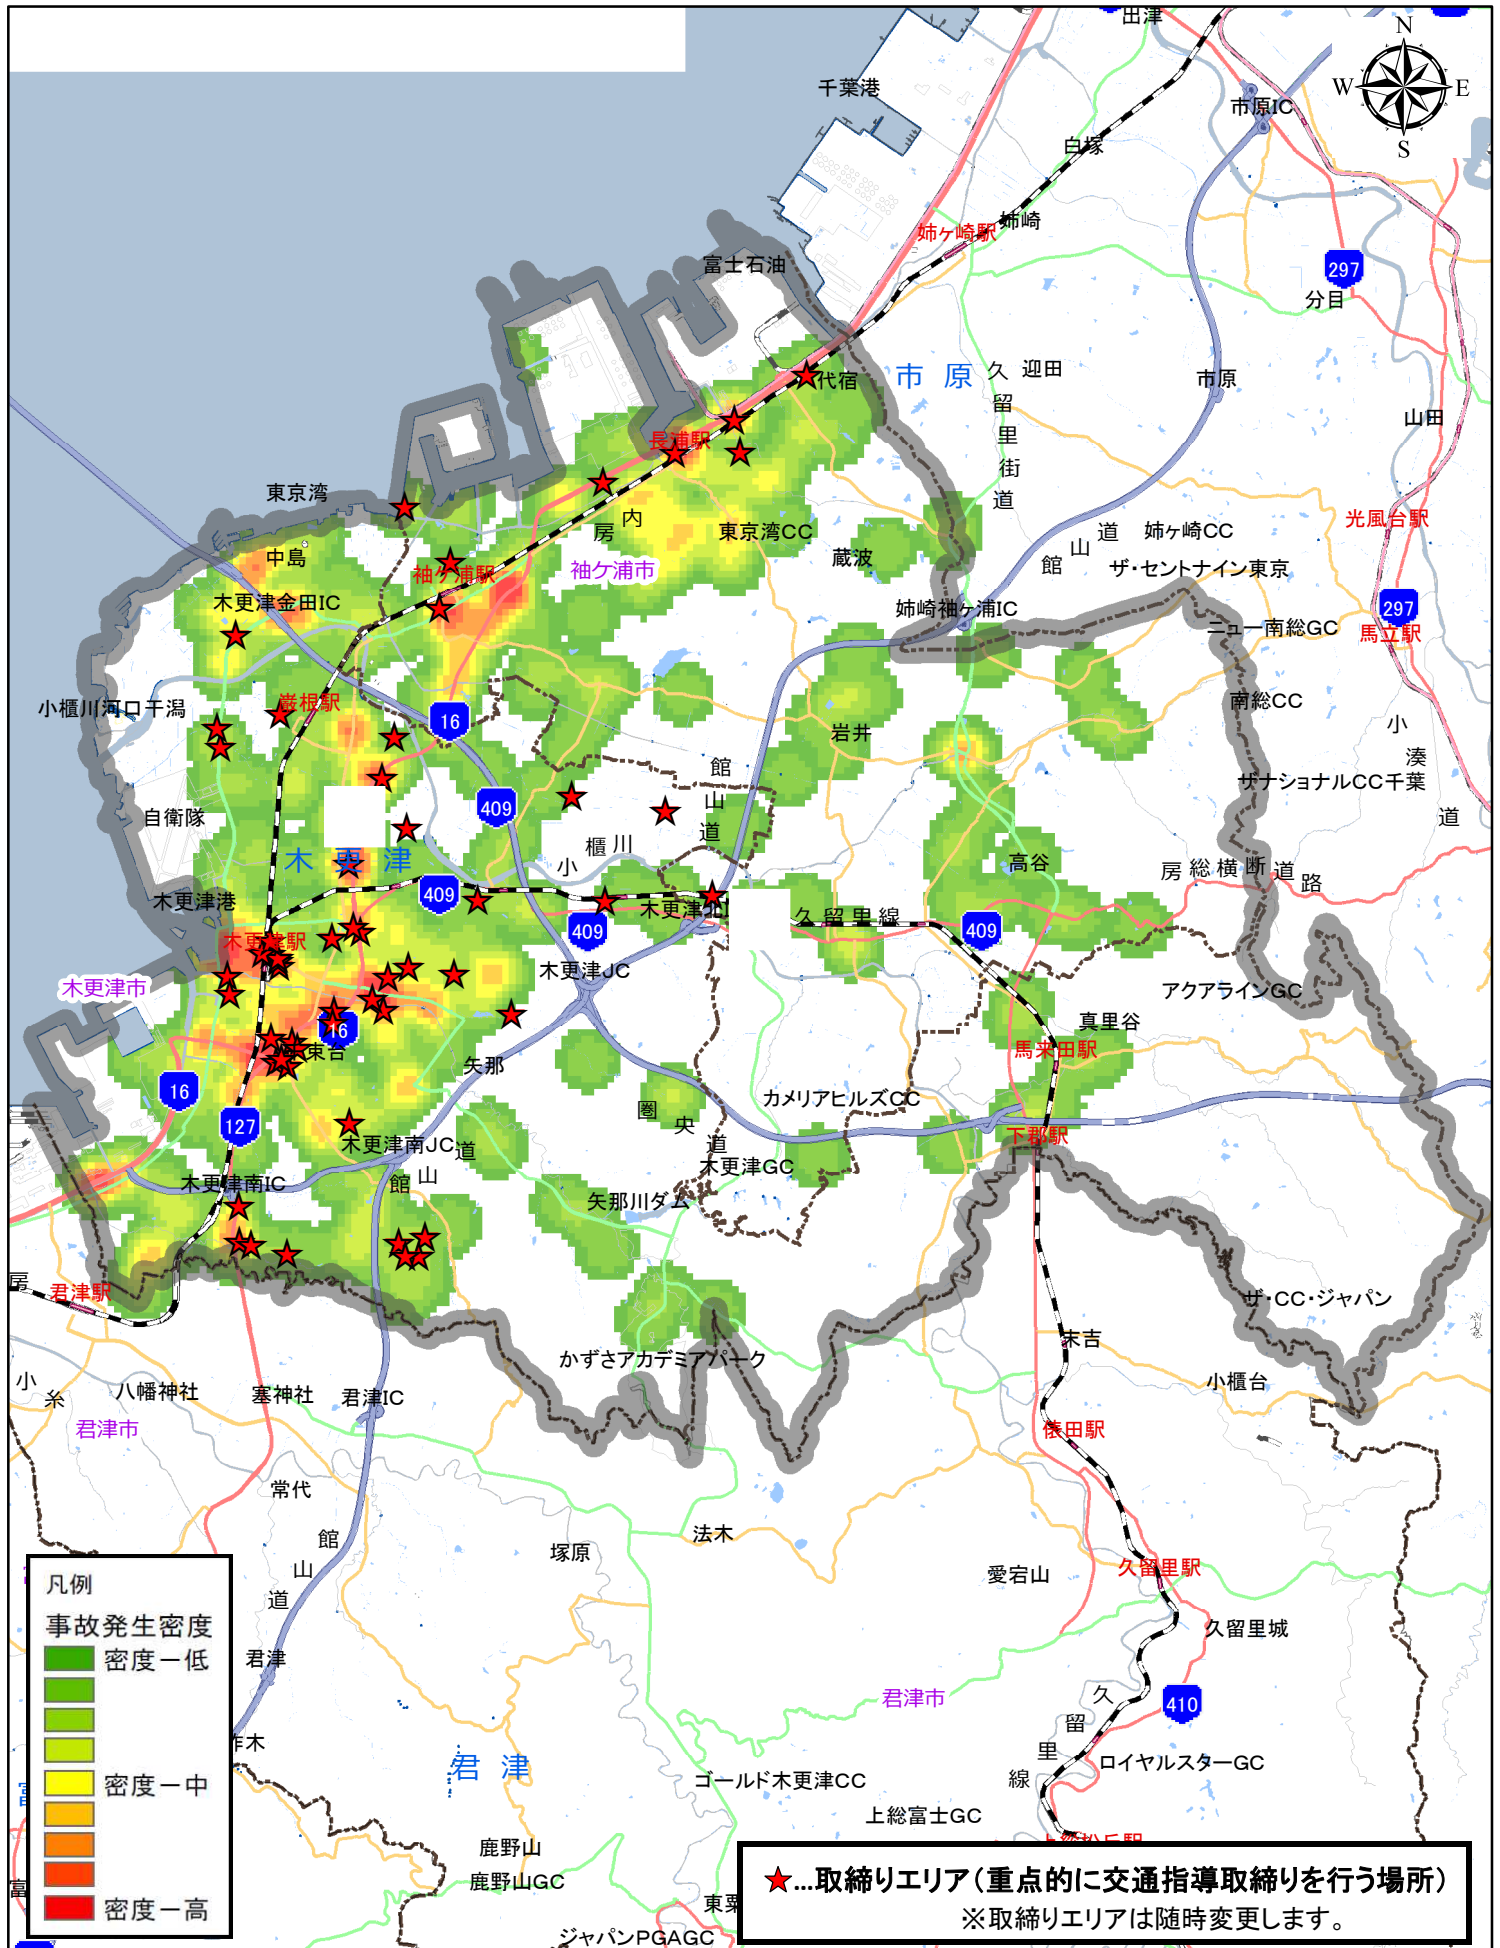 出津
千葉港
市原IC
N
W
E
S
白塚
姉ヶ崎駅
姉崎
富士石油
297
分目
代宿
市原
久留里街道
迎田
市原
山田
長浦駅
東京湾
内房
東京湾CC
袖ケ浦市
蔵波
館山道
姉ヶ崎CC
光風台駅
ザ・セントナイン東京
中島
袖ケ浦駅
木更津金田IC
姉崎袖ヶ浦IC
297
ニュー南総GC
馬立駅
小櫃川河口干潟
巌根駅
16
岩井
南総CC
小湊
館山道
ザナショナルCC千葉
道
自衛隊
409
木更津
小櫃川
高谷
房総横断道路
木更津港
409
木更津北
久留里線
409
409
木更津駅
木更津JC
木更津市
アクアラインGC
16
真里谷
東台
矢那
馬来田駅
16
127
圏央道
カメリアヒルズCC
下郡駅
木更津南JC
館山道
木更津GC
木更津南IC
矢那川ダム
房
君津駅
ザ・CC・ジャパン
末吉
かずさアカデミアパーク
小糸
八幡神社
塞神社
君津IC
小櫃台
君津市
俵田駅
常代
法木
館山道
塚原
愛宕山
久留里駅
久留里城
君津
君津市
久留里線
410
作木
君津
ゴールド木更津CC
ロイヤルスターGC
上総富士GC
鹿野山
鹿野山GC
富
東粟
ジャパンPGAGC
凡例
事故発生密度
密度－低
密度－中
密度－高
★…取締りエリア（重点的に交通指導取締りを行う場所）
※取締りエリアは随時変更します。